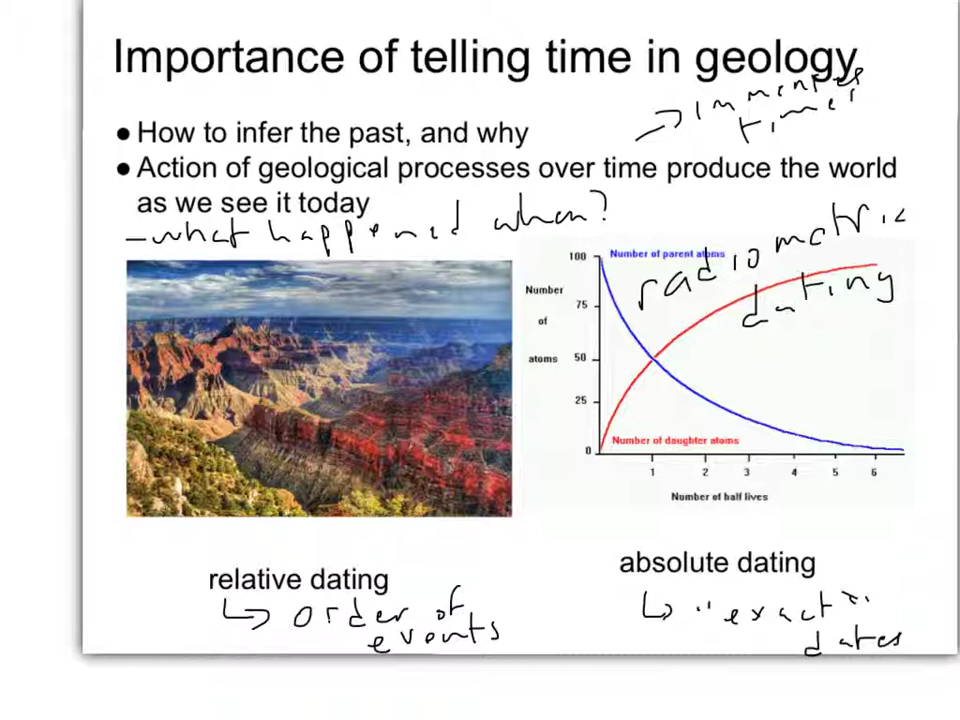 Importance of telling time in geology
→ immense
times
● How to infer the past, and why
● Action of geological processes over time produce the world
as we see it today
- what happened when?
100
Number of parent atoms
radiometric
dating
Number
of
atoms
75
50
25
0
Number of daughter atoms
1 2 3 4 5 6
Number of half lives
relative dating
↳ order of
events
absolute dating
↳ "exact"
dates